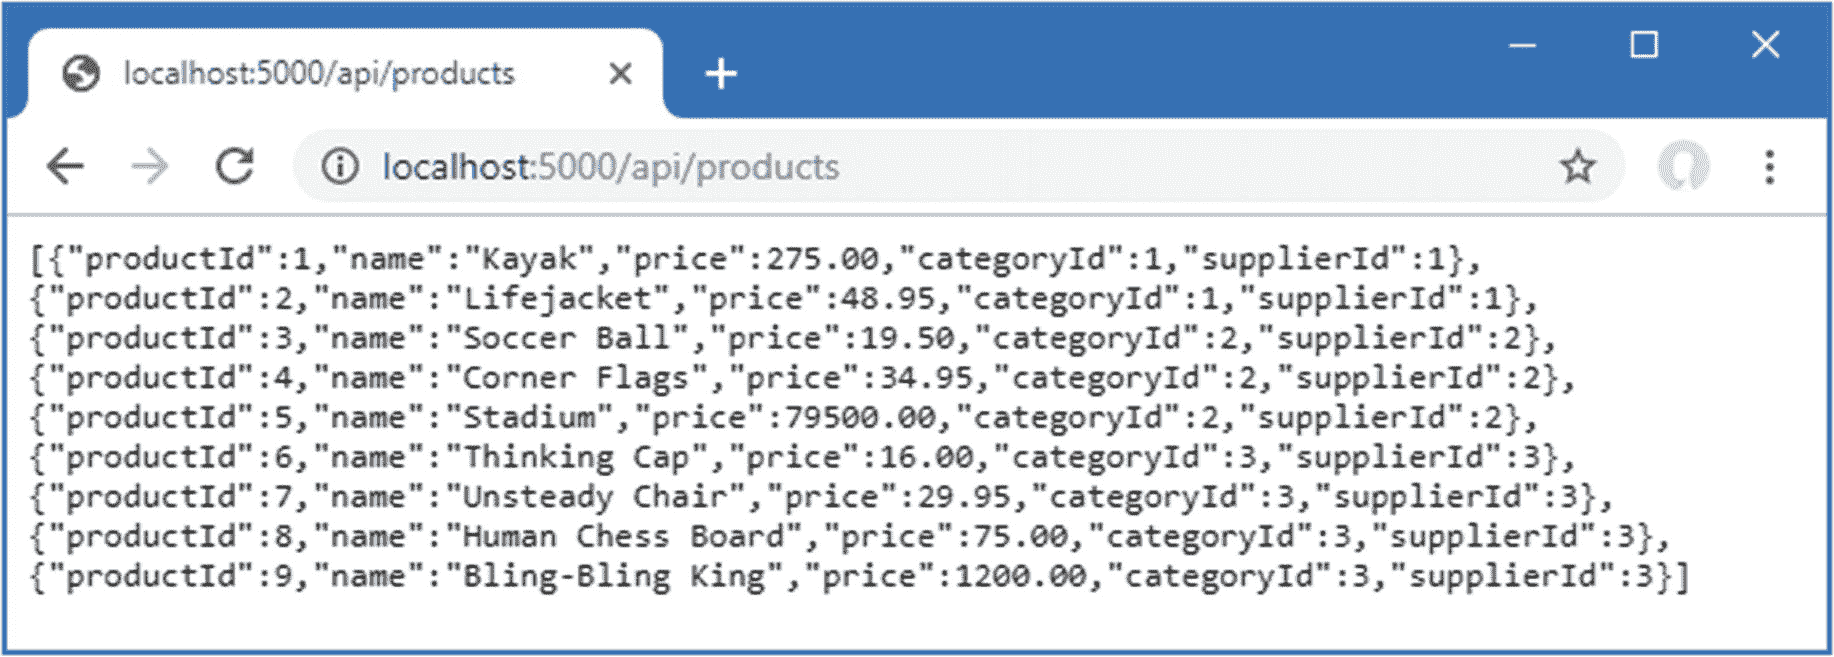 localhost:5000/api/products
localhost:5000/api/products
[{"productId":1,"name":"Kayak","price":275.00,"categoryId":1,"supplierId":1},
{"productId":2,"name":"Lifejacket","price":48.95,"categoryId":1,"supplierId":1},
{"productId":3,"name":"Soccer Ball","price":19.50,"categoryId":2,"supplierId":2},
{"productId":4,"name":"Corner Flags","price":34.95,"categoryId":2,"supplierId":2},
{"productId":5,"name":"Stadium","price":79500.00,"categoryId":2,"supplierId":2},
{"productId":6,"name":"Thinking Cap","price":16.00,"categoryId":3,"supplierId":3},
{"productId":7,"name":"Unsteady Chair","price":29.95,"categoryId":3,"supplierId":3},
{"productId":8,"name":"Human Chess Board","price":75.00,"categoryId":3,"supplierId":3},
{"productId":9,"name":"Bling-Bling King","price":1200.00,"categoryId":3,"supplierId":3}]